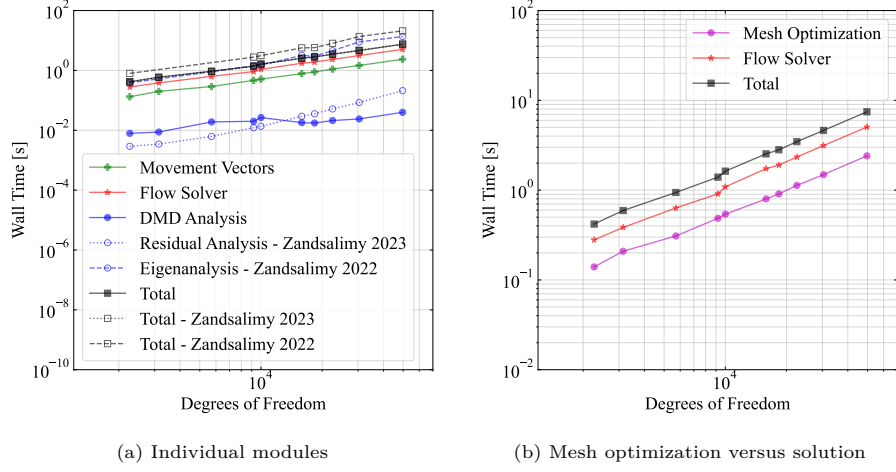 10^2
10^0
10^−2
10^−4
10^−6
10^−8
10^−10
Wall Time [s]
Movement Vectors
Flow Solver
DMD Analysis
Residual Analysis - Zandsalimy 2023
Eigenanalysis - Zandsalimy 2022
Total
Total - Zandsalimy 2023
Total - Zandsalimy 2022
10^4
Degrees of Freedom
(a) Individual modules
10^2
10^1
10^0
10^−1
10^−2
Wall Time [s]
Mesh Optimization
Flow Solver
Total
10^4
Degrees of Freedom
(b) Mesh optimization versus solution